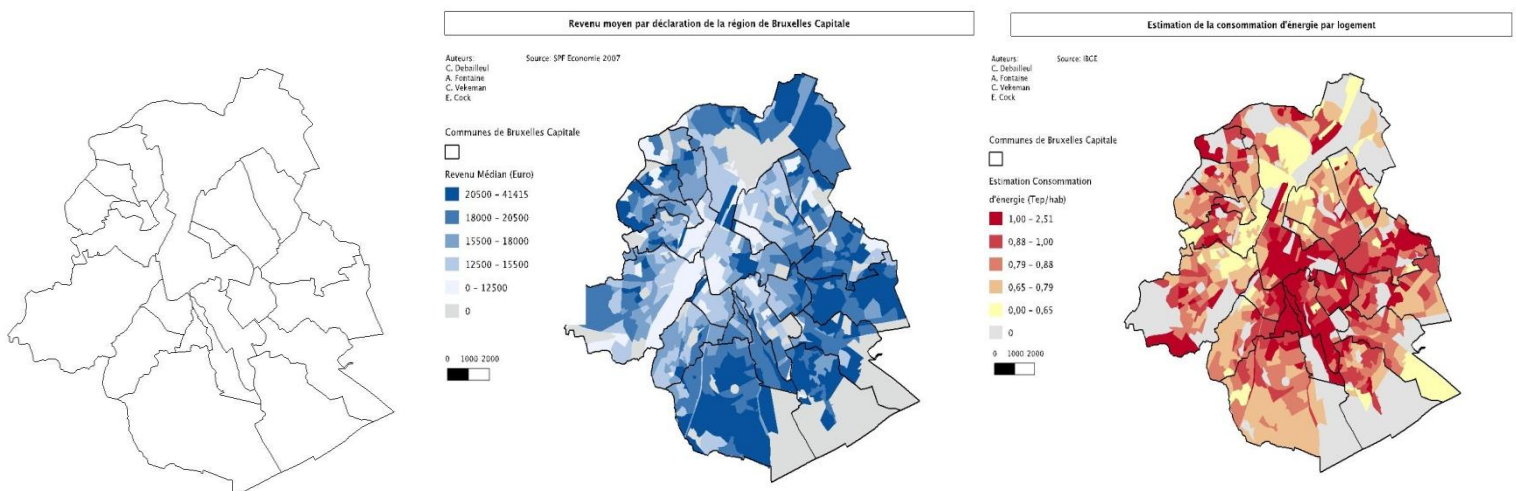 Revenu moyen par déclaration de la région de Bruxelles Capitale
Auteurs: Source: SPF Economie 2007
C. Debailleul
A. Fontaine
C. Vekeman
E. Cock
Communes de Bruxelles Capitale
Revenu Médian (Euro)
20500 - 41415
18000 - 20500
15500 - 18000
12500 - 15500
0 - 12500
0
0 1000 2000
Estimation de la consommation d'énergie par logement
Auteurs: Source: IBGE
C. Debailleul
A. Fontaine
C. Vekeman
E. Cock
Communes de Bruxelles Capitale
Estimation Consommation
d'énergie (Tep/hab)
1,00 - 2,51
0,88 - 1,00
0,79 - 0,88
0,65 - 0,79
0,00 - 0,65
0
0 1000 2000